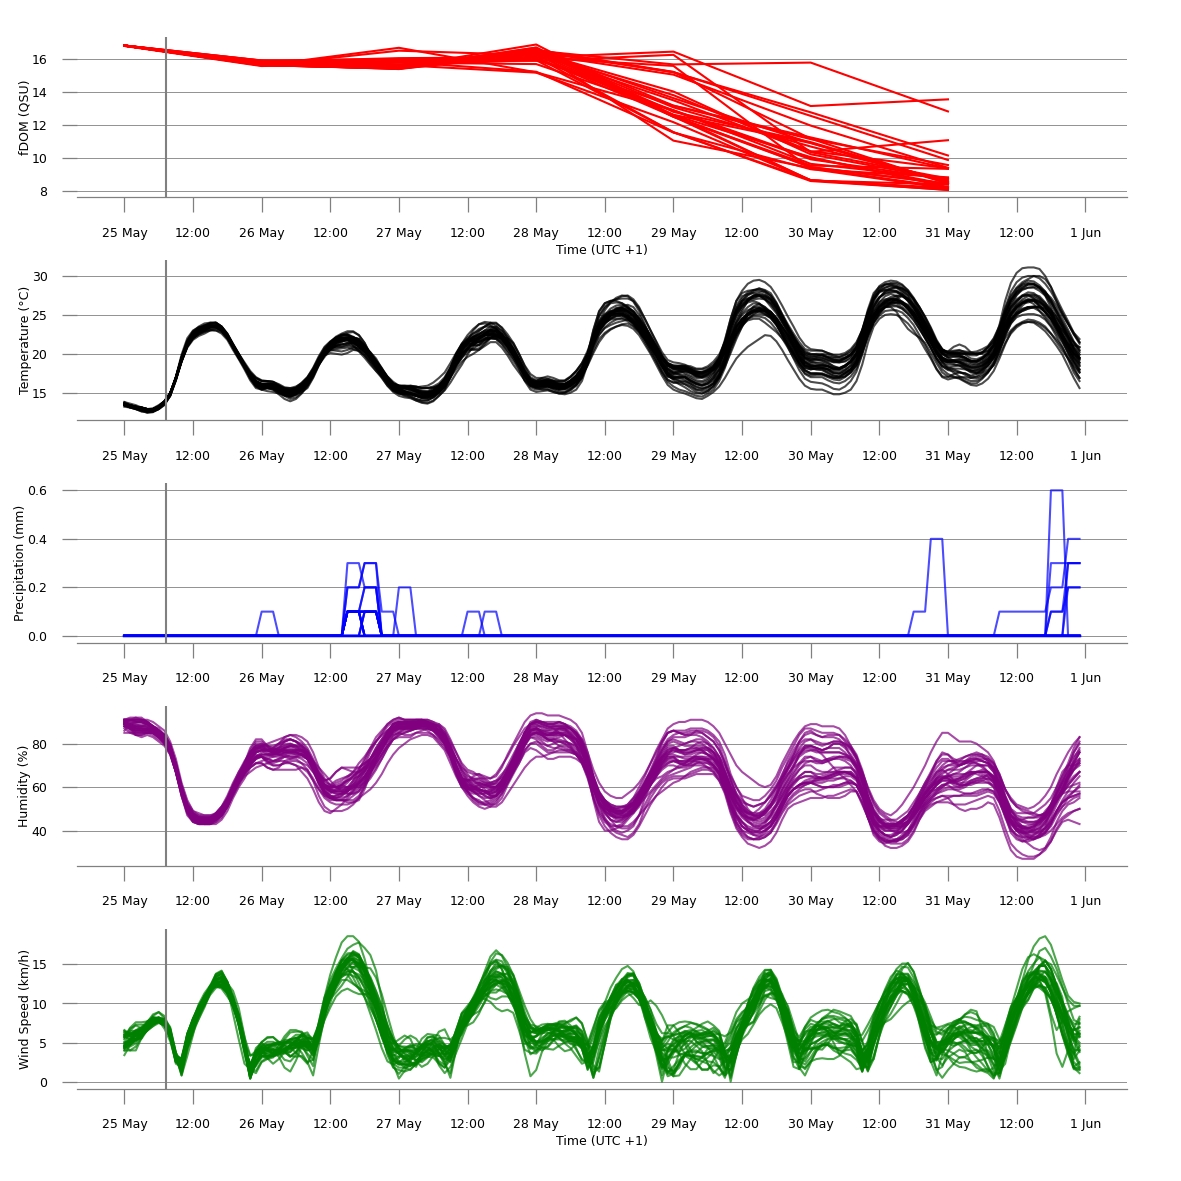 fDOM (QSU)
16
14
12
10
8
25 May 12:00 26 May 12:00 27 May 12:00 28 May 12:00 29 May 12:00 30 May 12:00 31 May 12:00 1 Jun
Time (UTC +1)
Temperature (°C)
30
25
20
15
25 May 12:00 26 May 12:00 27 May 12:00 28 May 12:00 29 May 12:00 30 May 12:00 31 May 12:00 1 Jun
Precipitation (mm)
0.6
0.4
0.2
0.0
25 May 12:00 26 May 12:00 27 May 12:00 28 May 12:00 29 May 12:00 30 May 12:00 31 May 12:00 1 Jun
Humidity (%)
80
60
40
25 May 12:00 26 May 12:00 27 May 12:00 28 May 12:00 29 May 12:00 30 May 12:00 31 May 12:00 1 Jun
Wind Speed (km/h)
15
10
5
0
25 May 12:00 26 May 12:00 27 May 12:00 28 May 12:00 29 May 12:00 30 May 12:00 31 May 12:00 1 Jun
Time (UTC +1)